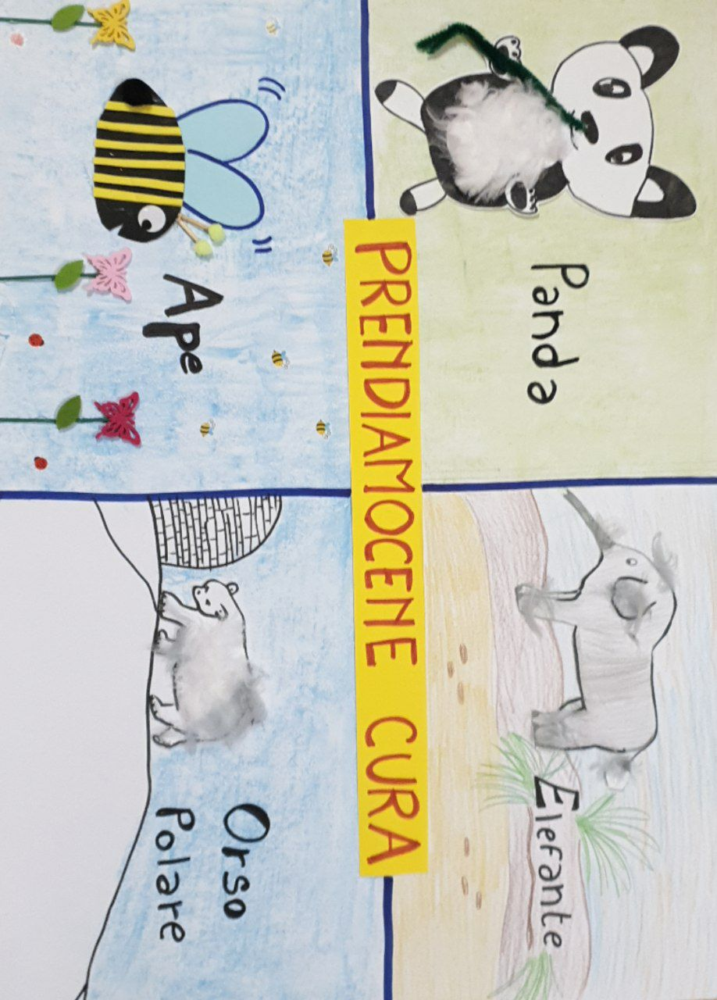 Panda
Elefante
PRENDIAMOCENE CURA
Ape
Orso
Polare